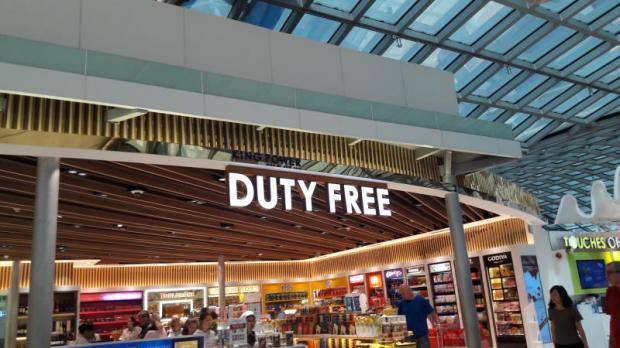 KING POWER
DUTY FREE
TOUCHES OF
GODIVA